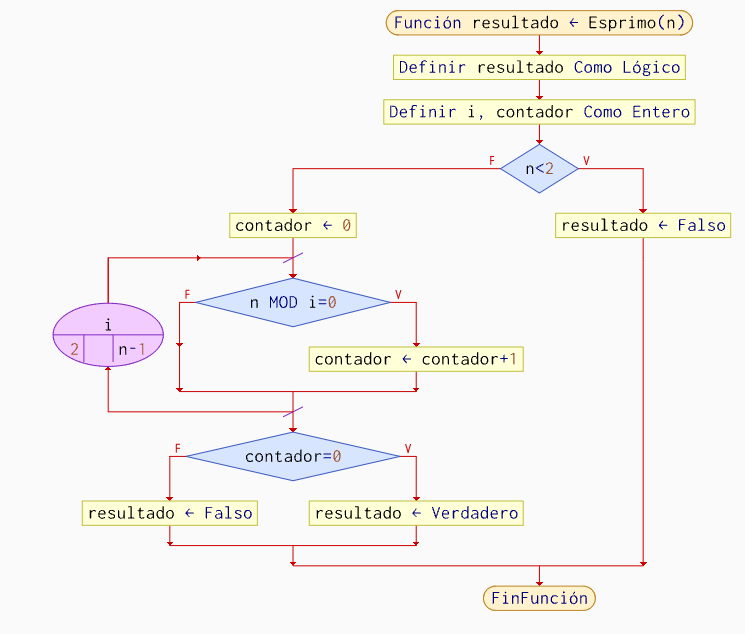 Función resultado ← Esprimo(n)
Definir resultado Como Lógico
Definir i, contador Como Entero
n<2
F
V
contador ← 0
resultado ← Falso
n MOD i=0
F
V
i
2
n-1
contador ← contador+1
contador=0
F
V
resultado ← Falso
resultado ← Verdadero
FinFunción